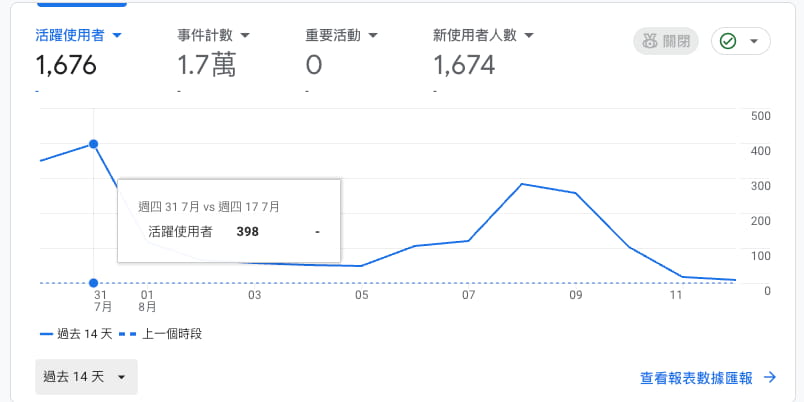 活躍使用者 事件計數 重要活動 新使用者人數 關閉
1,676 1.7萬 0 1,674
- - - -
500
400
300
200
100
0
週四 31 7月 vs 週四 17 7月
活躍使用者 398 -
31 01 03 05 07 09 11
7月 8月
過去 14 天 上一個時段
過去 14 天 查看報表數據匯報 →